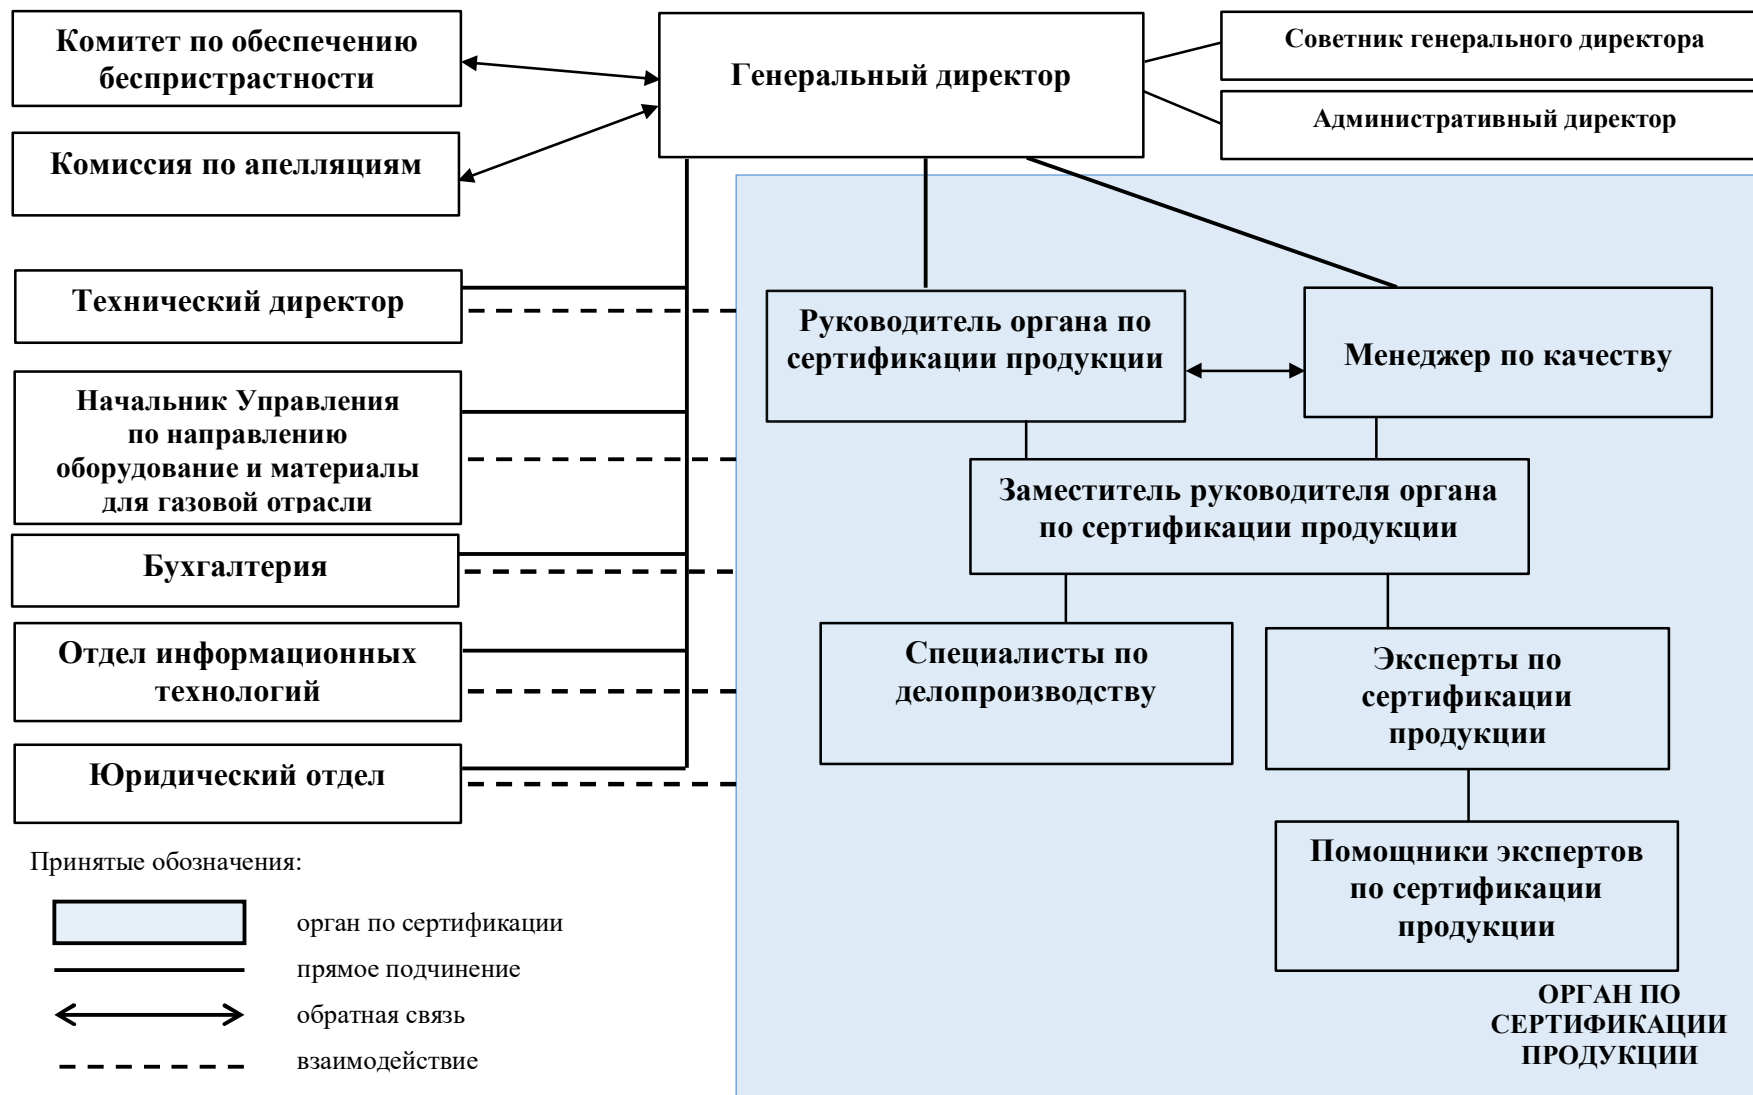 Комитет по обеспечению
беспристрастности
Генеральный директор
Советник генерального директора
Административный директор
Комиссия по апелляциям
Технический директор
Руководитель органа по
сертификации продукции
Менеджер по качеству
Начальник Управления
по направлению
оборудование и материалы
для газовой отрасли
Заместитель руководителя органа
по сертификации продукции
Бухгалтерия
Отдел информационных
технологий
Специалисты по
делопроизводству
Эксперты по
сертификации
продукции
Юридический отдел
Помощники экспертов
по сертификации
продукции
Принятые обозначения:
орган по сертификации
прямое подчинение
обратная связь
взаимодействие
ОРГАН ПО
СЕРТИФИКАЦИИ
ПРОДУКЦИИ